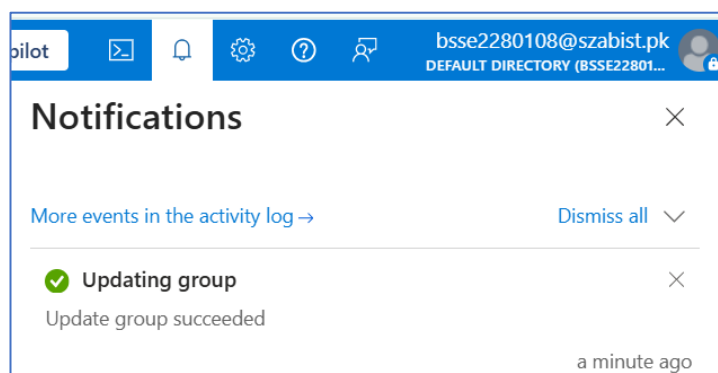 bsse2280108@szabist.pk
DEFAULT DIRECTORY (BSSE22801...
Notifications
More events in the activity log →
Dismiss all
Updating group
Update group succeeded
a minute ago